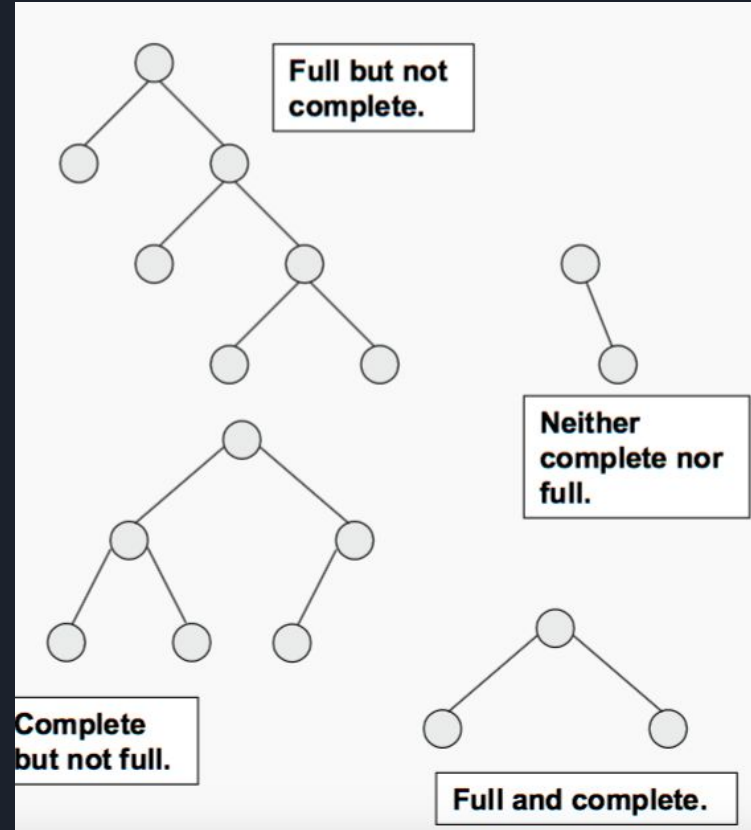 Full but not
complete.
Neither
complete nor
full.
Complete
but not full.
Full and complete.